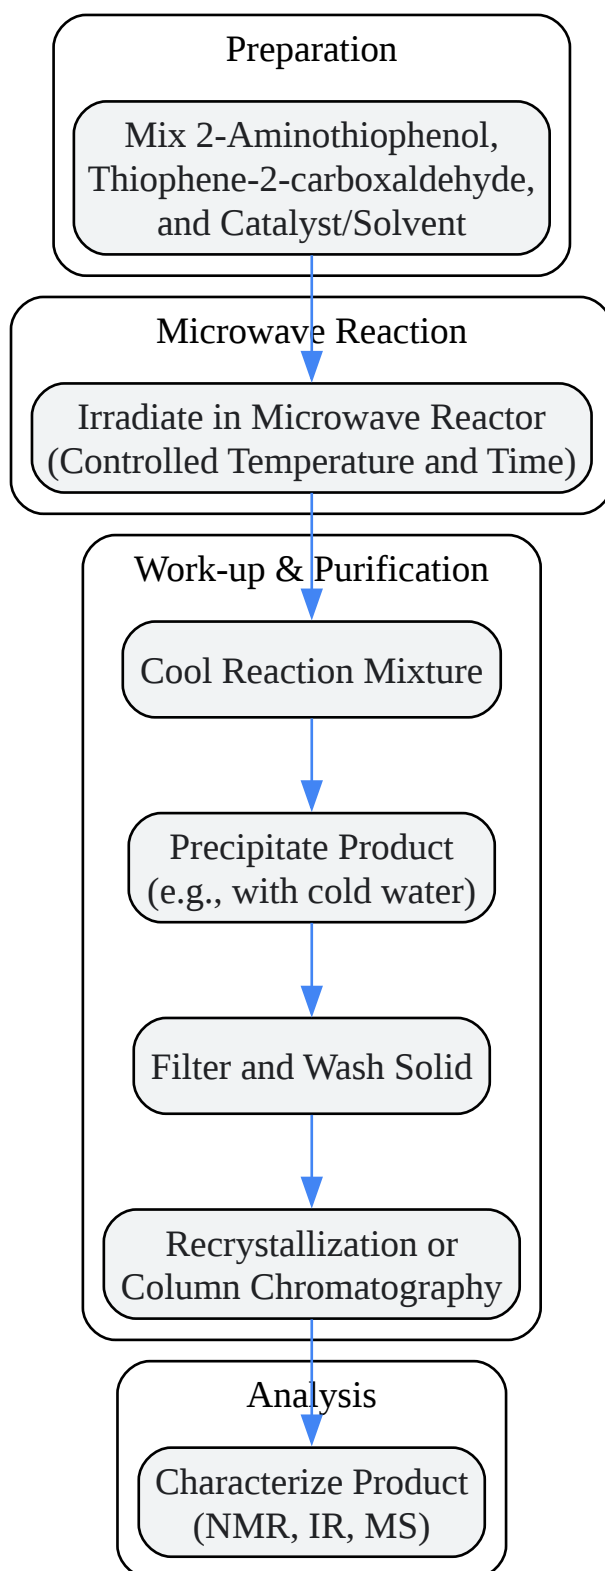 Preparation
Mix 2-Aminothiophenol,
Thiophene-2-carboxaldehyde,
and Catalyst/Solvent
Microwave Reaction
Irradiate in Microwave Reactor
(Controlled Temperature and Time)
Work-up & Purification
Cool Reaction Mixture
Precipitate Product
(e.g., with cold water)
Filter and Wash Solid
Recrystallization or
Column Chromatography
Analysis
Characterize Product
(NMR, IR, MS)